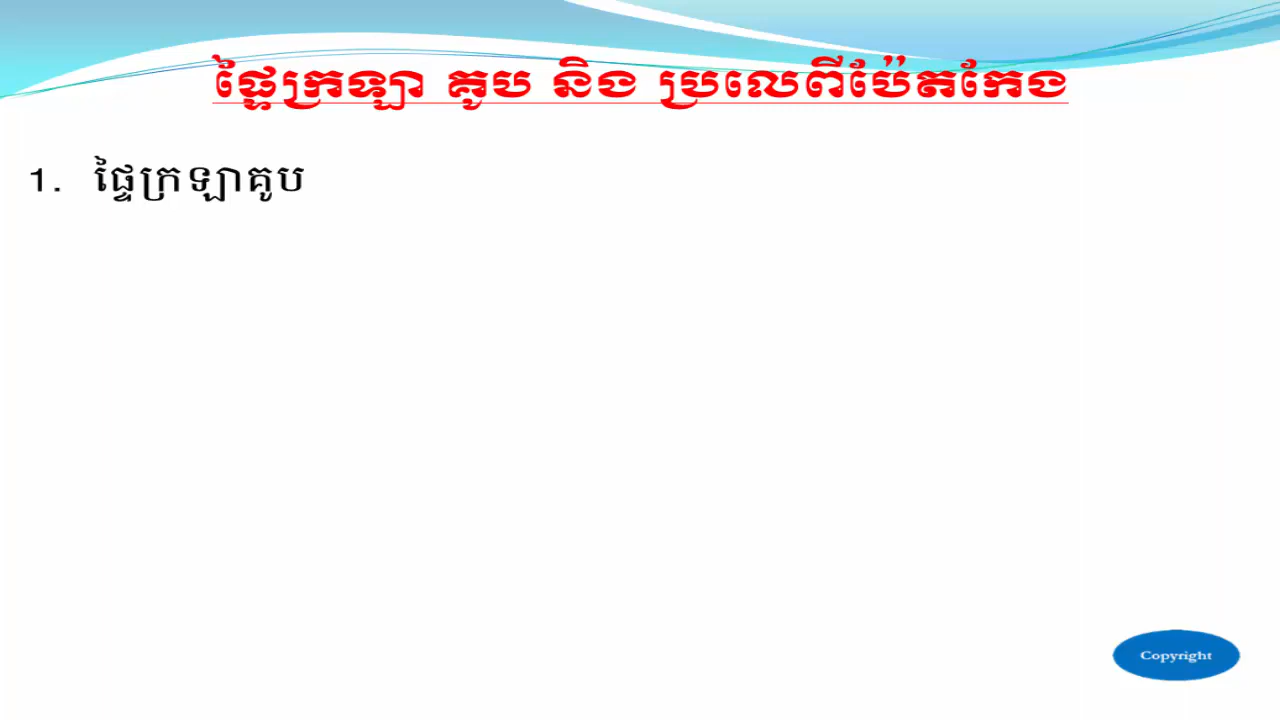 ផ្ទៃក្រឡា គូប និង ប្រលេពីប៉ែតកែង
1. ផ្ទៃក្រឡាគូប
Copyright